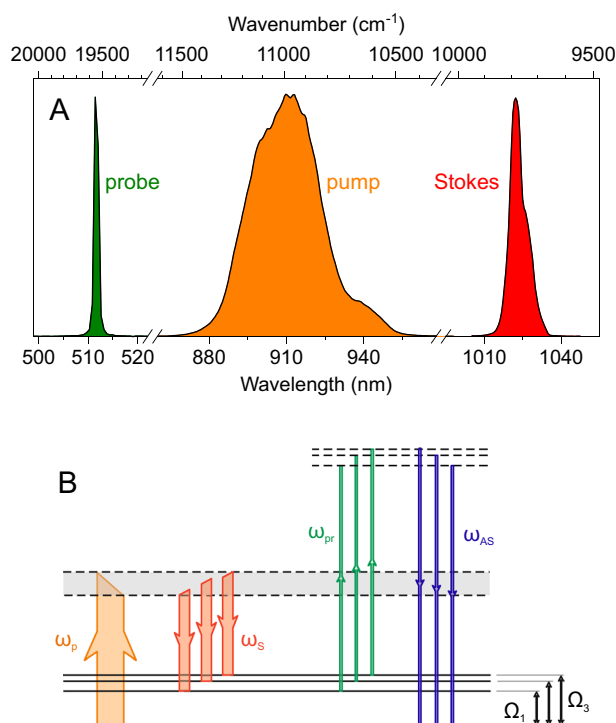 Wavenumber (cm⁻¹)
20000 19500 11500 11000 10500 10000 9500
A
probe pump Stokes
500 510 520 880 910 940 1010 1040
Wavelength (nm)
B
ωpr ωAS
ωp ωS
Ω1 Ω3